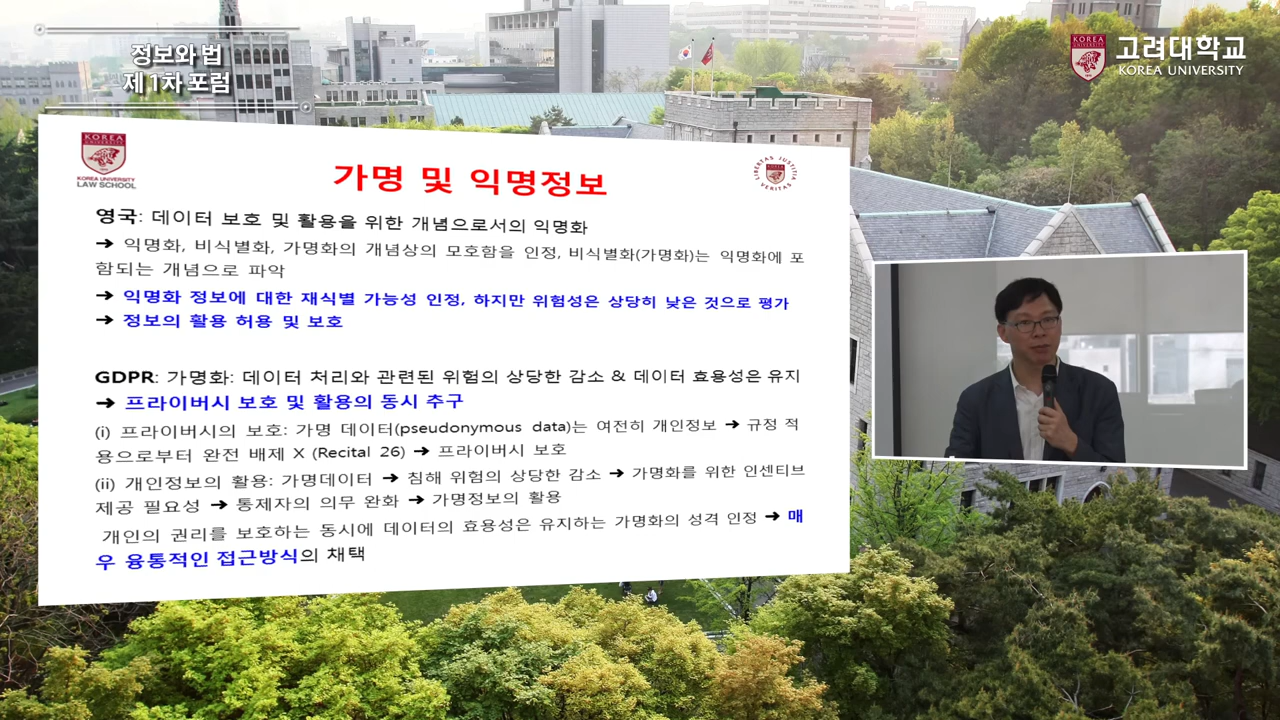 정보와 법
제 1차 포럼
KOREA
고려대학교
KOREA UNIVERSITY
KOREA
KOREA UNIVERSITY
LAW SCHOOL
가명 및 익명정보
LIBERTAS JUSTITIA VERITAS
영국: 데이터 보호 및 활용을 위한 개념으로서의 익명화
➔ 익명화, 비식별화, 가명화의 개념상의 모호함을 인정, 비식별화(가명화)는 익명화에 포
함되는 개념으로 파악
➔ 익명화 정보에 대한 재식별 가능성 인정, 하지만 위험성은 상당히 낮은 것으로 평가
➔ 정보의 활용 허용 및 보호
GDPR: 가명화: 데이터 처리와 관련된 위험의 상당한 감소 & 데이터 효용성은 유지
➔ 프라이버시 보호 및 활용의 동시 추구
(i) 프라이버시의 보호: 가명 데이터(pseudonymous data)는 여전히 개인정보 ➔ 규정 적
용으로부터 완전 배제 X (Recital 26) ➔ 프라이버시 보호
(ii) 개인정보의 활용: 가명데이터 ➔ 침해 위험의 상당한 감소 ➔ 가명화를 위한 인센티브
제공 필요성 ➔ 통제자의 의무 완화 ➔ 가명정보의 활용
개인의 권리를 보호하는 동시에 데이터의 효용성은 유지하는 가명화의 성격 인정 ➔ 매
우 융통적인 접근방식의 채택